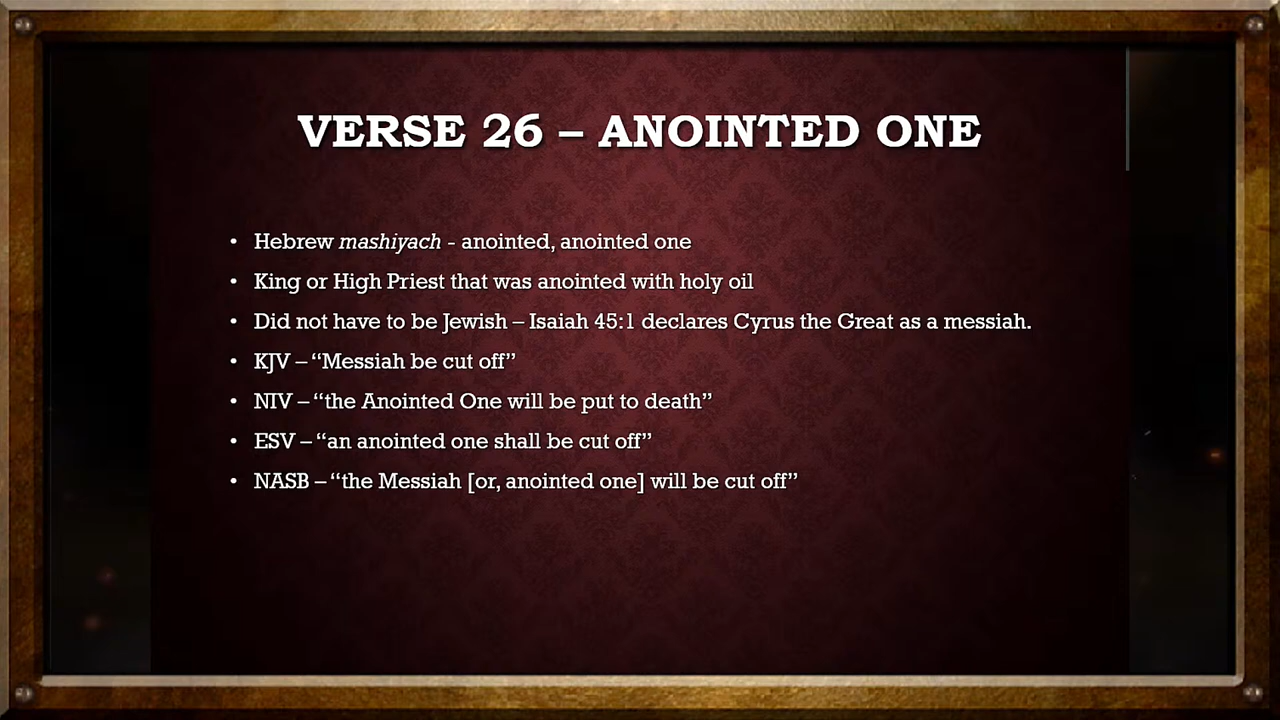 VERSE 26 – ANOINTED ONE
• Hebrew mashiyach - anointed, anointed one
• King or High Priest that was anointed with holy oil
• Did not have to be Jewish – Isaiah 45:1 declares Cyrus the Great as a messiah.
• KJV – “Messiah be cut off”
• NIV – “the Anointed One will be put to death”
• ESV – “an anointed one shall be cut off”
• NASB – “the Messiah [or, anointed one] will be cut off”